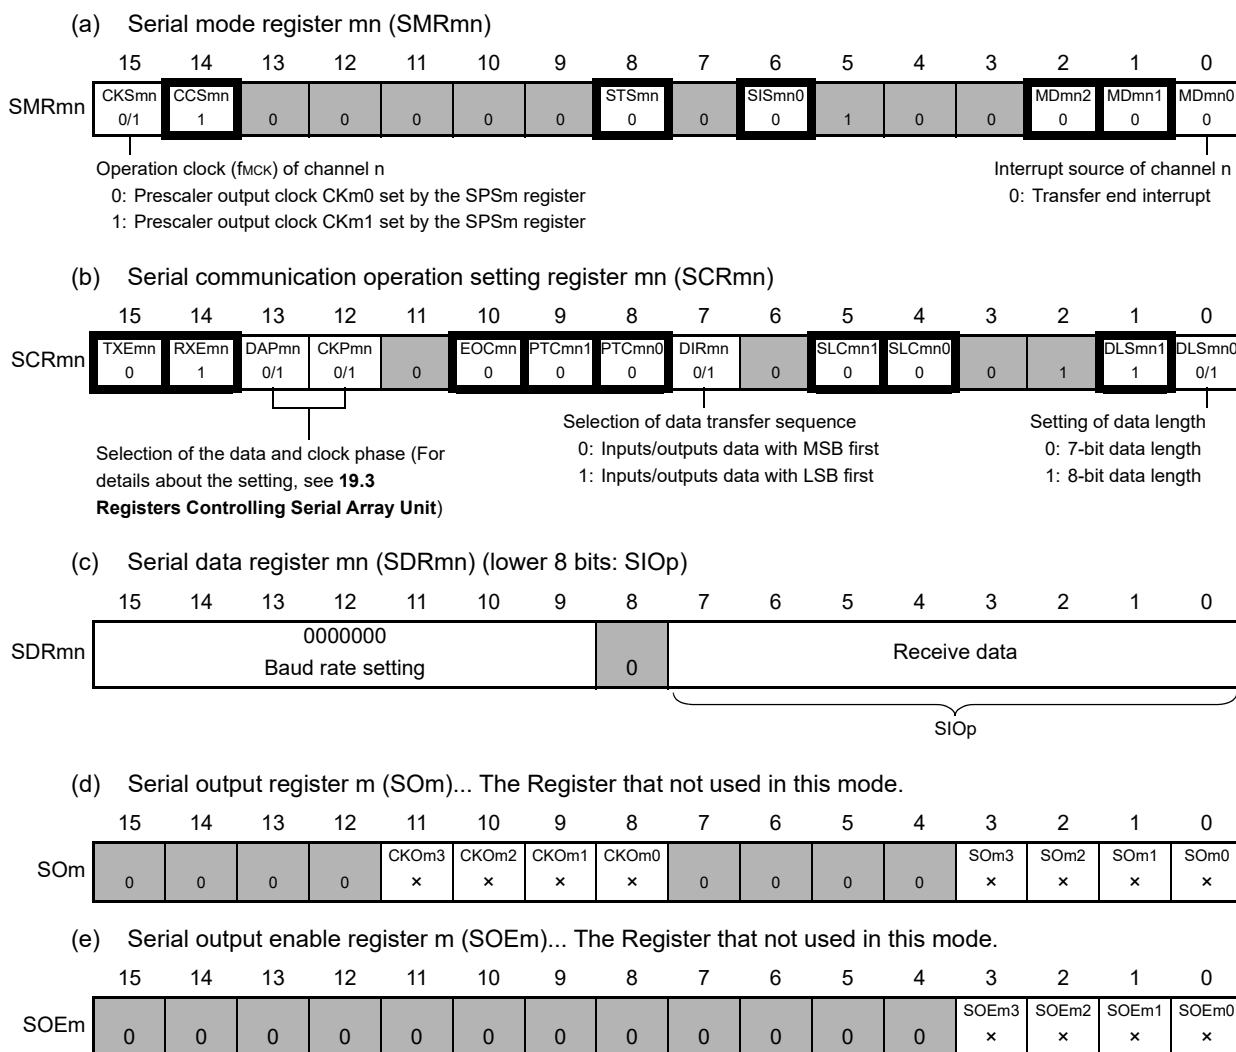 (a) Serial mode register mn (SMRmn)
15 14 13 12 11 10 9 8 7 6 5 4 3 2 1 0
SMRmn
CKSmn CCSmn STSmn SISmn0 MDmn2 MDmn1 MDmn0
0/1 1 0 0 0 0 0 0 0 0 1 0 0 0 0 0
Operation clock (fMCK) of channel n
0: Prescaler output clock CKm0 set by the SPSm register
1: Prescaler output clock CKm1 set by the SPSm register
Interrupt source of channel n
0: Transfer end interrupt
(b) Serial communication operation setting register mn (SCRmn)
15 14 13 12 11 10 9 8 7 6 5 4 3 2 1 0
SCRmn
TXEmn RXEmn DAPmn CKPmn EOCmn PTCmn1 PTCmn0 DIRmn SLCmn1 SLCmn0 DLSmn1 DLSmn0
0 1 0/1 0/1 0 0 0 0 0/1 0 0 0 0 1 1 0/1
Selection of the data and clock phase (For
details about the setting, see 19.3
Registers Controlling Serial Array Unit)
Selection of data transfer sequence
0: Inputs/outputs data with MSB first
1: Inputs/outputs data with LSB first
Setting of data length
0: 7-bit data length
1: 8-bit data length
(c) Serial data register mn (SDRmn) (lower 8 bits: SIOp)
15 14 13 12 11 10 9 8 7 6 5 4 3 2 1 0
SDRmn
0000000
Baud rate setting
0
Receive data
SIOp
(d) Serial output register m (SOm)... The Register that not used in this mode.
15 14 13 12 11 10 9 8 7 6 5 4 3 2 1 0
SOm
CKOm3 CKOm2 CKOm1 CKOm0 SOm3 SOm2 SOm1 SOm0
0 0 0 0 × × × × 0 0 0 0 × × × ×
(e) Serial output enable register m (SOEm)... The Register that not used in this mode.
15 14 13 12 11 10 9 8 7 6 5 4 3 2 1 0
SOEm
SOEm3 SOEm2 SOEm1 SOEm0
0 0 0 0 0 0 0 0 0 0 0 0 × × × ×